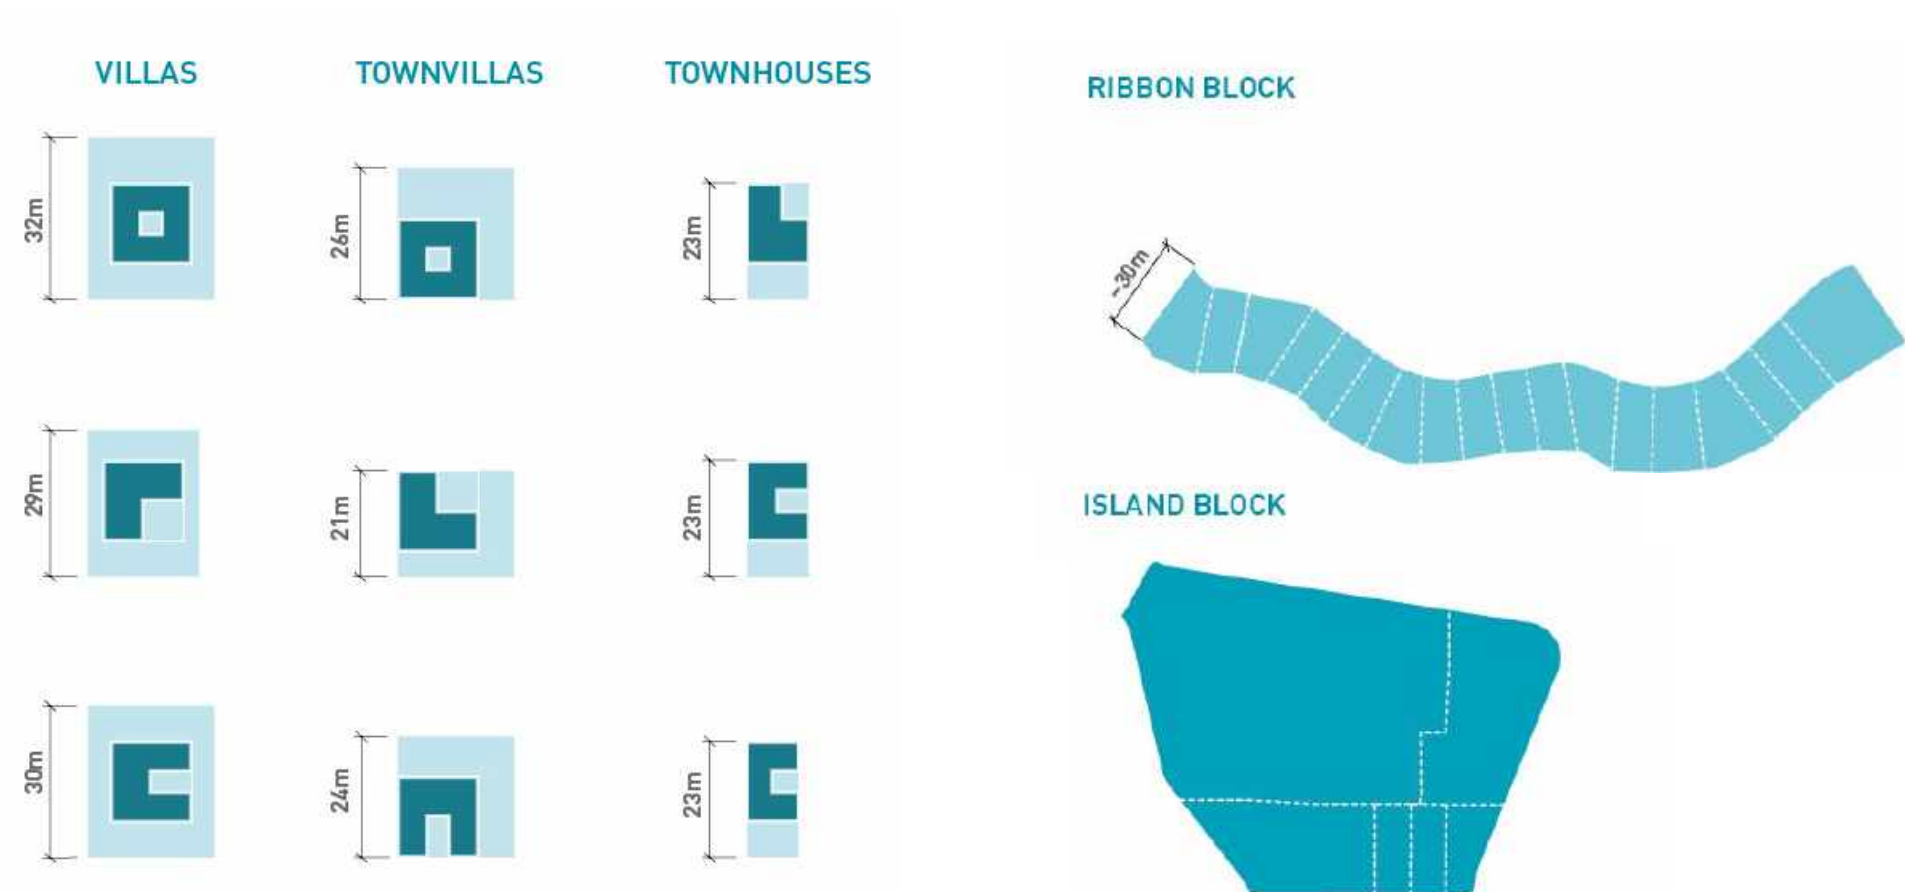 VILLAS
TOWNVILLAS
TOWNHOUSES
32m
26m
23m
29m
21m
23m
30m
24m
23m
RIBBON BLOCK
~30m
ISLAND BLOCK